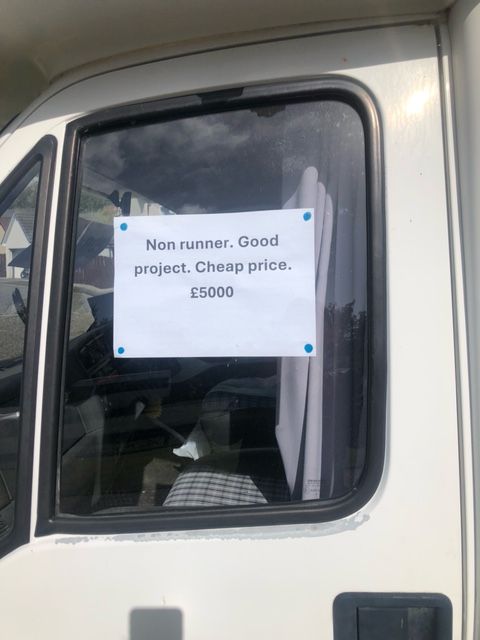 Non runner. Good
project. Cheap price.
£5000